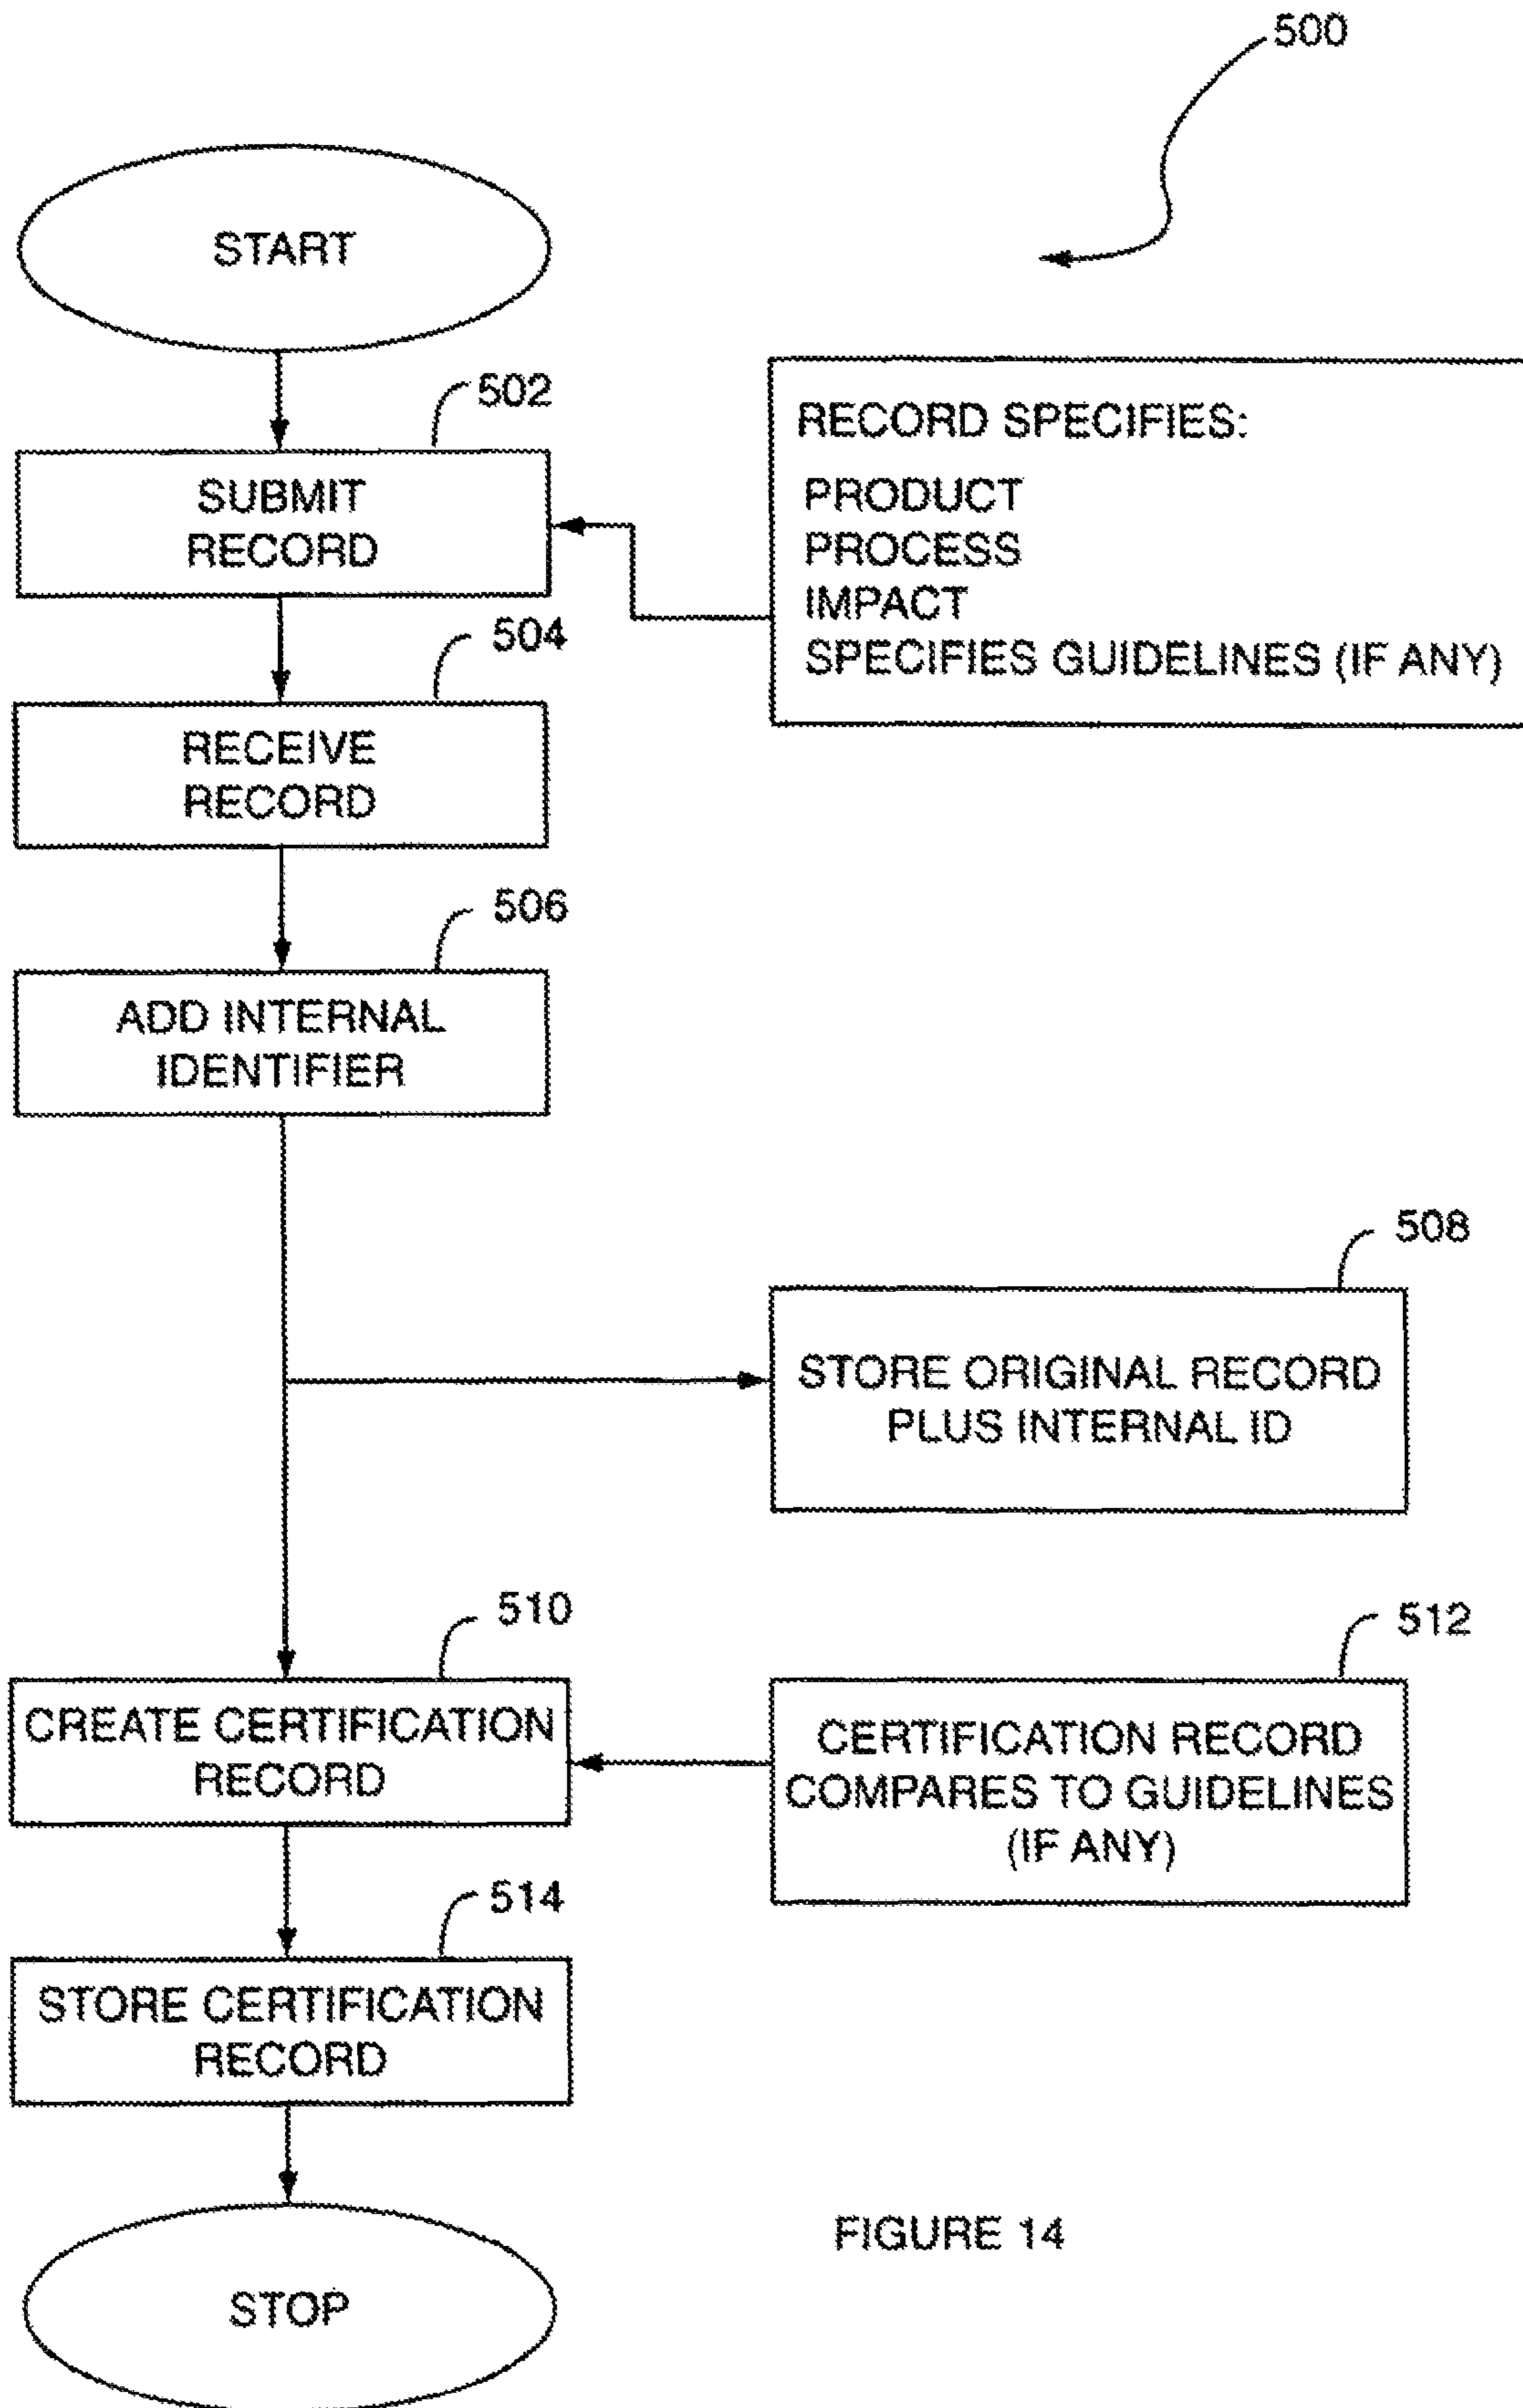 500
START
502
SUBMIT
RECORD
RECORD SPECIFIES:
PRODUCT
PROCESS
IMPACT
SPECIFIES GUIDELINES (IF ANY)
504
RECEIVE
RECORD
506
ADD INTERNAL
IDENTIFIER
508
STORE ORIGINAL RECORD
PLUS INTERNAL ID
510
CREATE CERTIFICATION
RECORD
512
CERTIFICATION RECORD
COMPARES TO GUIDELINES
(IF ANY)
514
STORE CERTIFICATION
RECORD
STOP
FIGURE 14